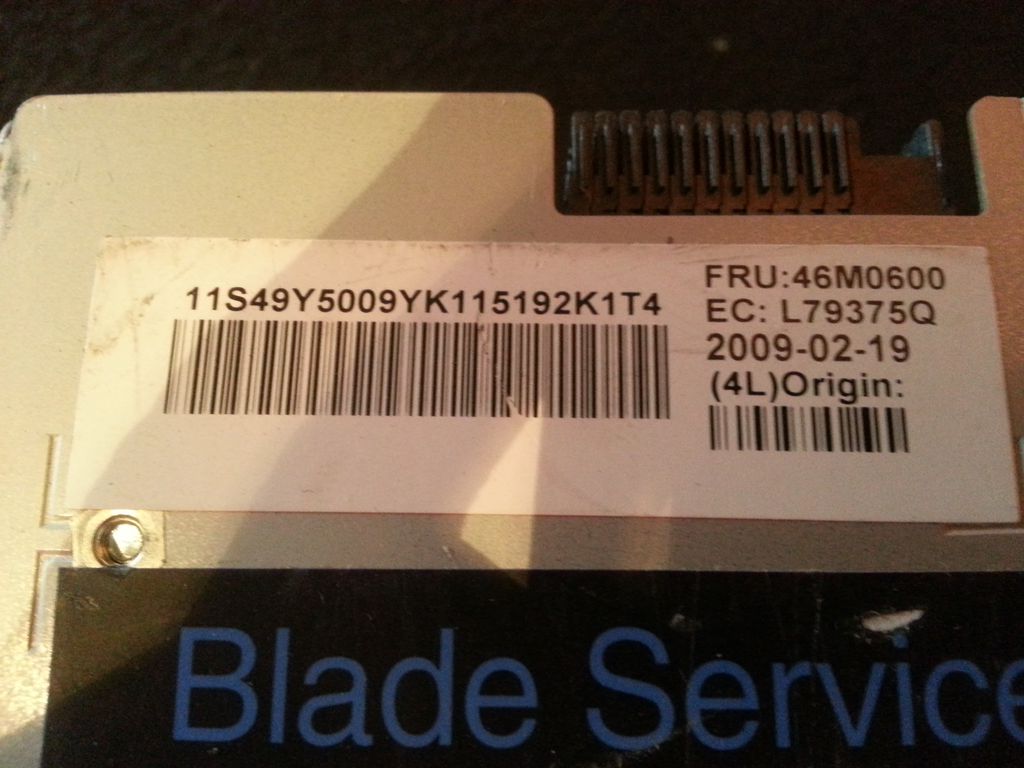 11S49Y5009YK115192K1T4
FRU:46M0600
EC: L79375Q
2009-02-19
(4L)Origin:
Blade Service